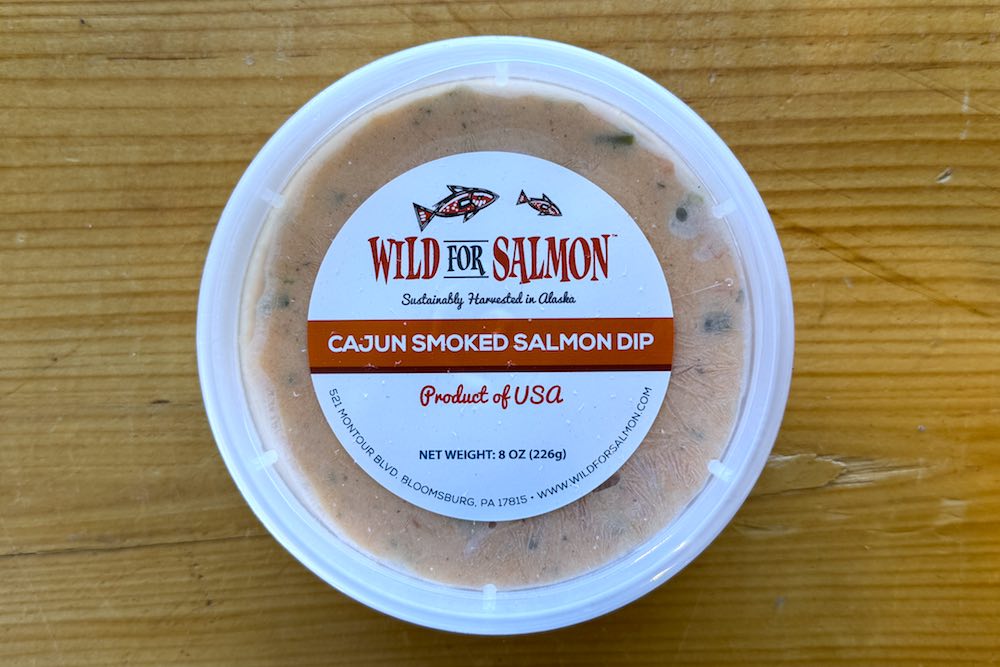 WILD FOR SALMON™
Sustainably Harvested in Alaska
CAJUN SMOKED SALMON DIP
Product of USA
NET WEIGHT: 8 OZ (226g)
521 MONTOUR BLVD. BLOOMSBURG, PA 17815 • WWW.WILDFORSALMON.COM